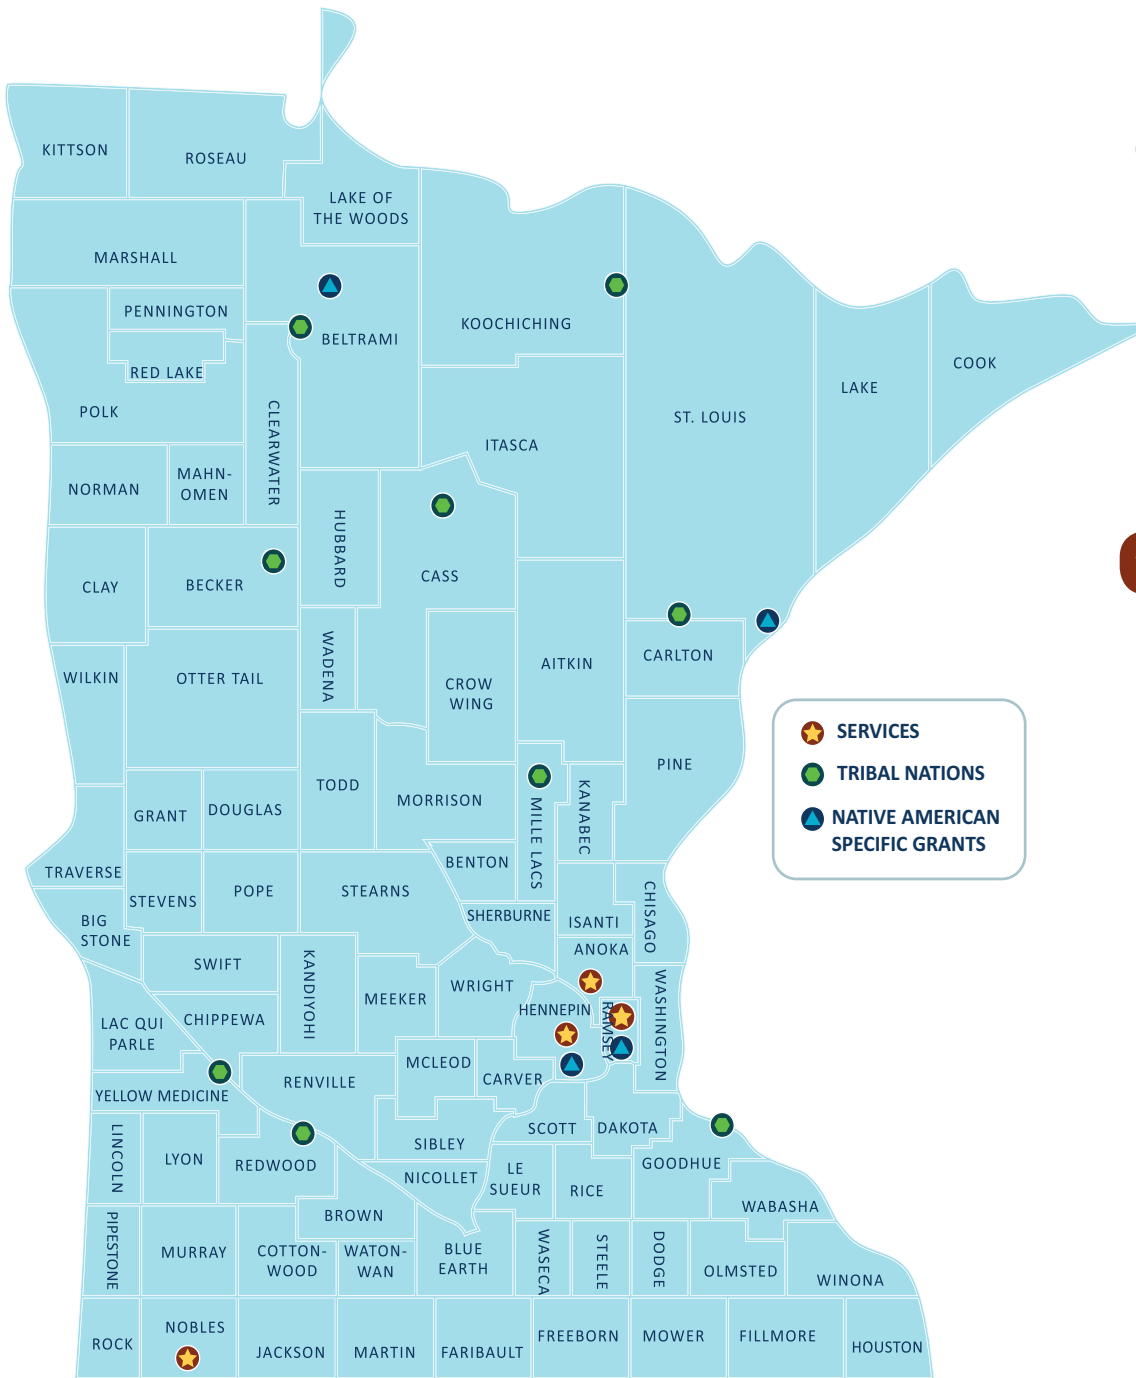 KITTSON
ROSEAU
LAKE OF
THE WOODS
MARSHALL
PENNINGTON
KOOCHICHING
BELTRAMI
RED LAKE
COOK
LAKE
POLK
ST. LOUIS
CLEARWATER
ITASCA
NORMAN
MAHN-
OMEN
HUBBARD
CLAY
BECKER
CASS
WADENA
CARLTON
AITKIN
WILKIN
OTTER TAIL
CROW
WING
SERVICES
TRIBAL NATIONS
NATIVE AMERICAN
SPECIFIC GRANTS
PINE
TODD
MORRISON
GRANT
DOUGLAS
MILLE LACS
KANABEC
TRAVERSE
BENTON
STEVENS
POPE
STEARNS
SHERBURNE
CHISAGO
ISANTI
BIG
STONE
ANOKA
SWIFT
KANDIYOHI
WRIGHT
MEEKER
WASHINGTON
HENNEPIN
RAMSEY
LAC QUI
PARLE
CHIPPEWA
MCLEOD
CARVER
RENVILLE
YELLOW MEDICINE
SCOTT
DAKOTA
LINCOLN
LYON
REDWOOD
SIBLEY
GOODHUE
NICOLLET
LE
SUEUR
RICE
WABASHA
BROWN
PIPESTONE
MURRAY
COTTON-
WOOD
WATON-
WAN
BLUE
EARTH
WASECA
STEELE
DODGE
OLMSTED
WINONA
ROCK
NOBLES
JACKSON
MARTIN
FARIBAULT
FREEBORN
MOWER
FILLMORE
HOUSTON